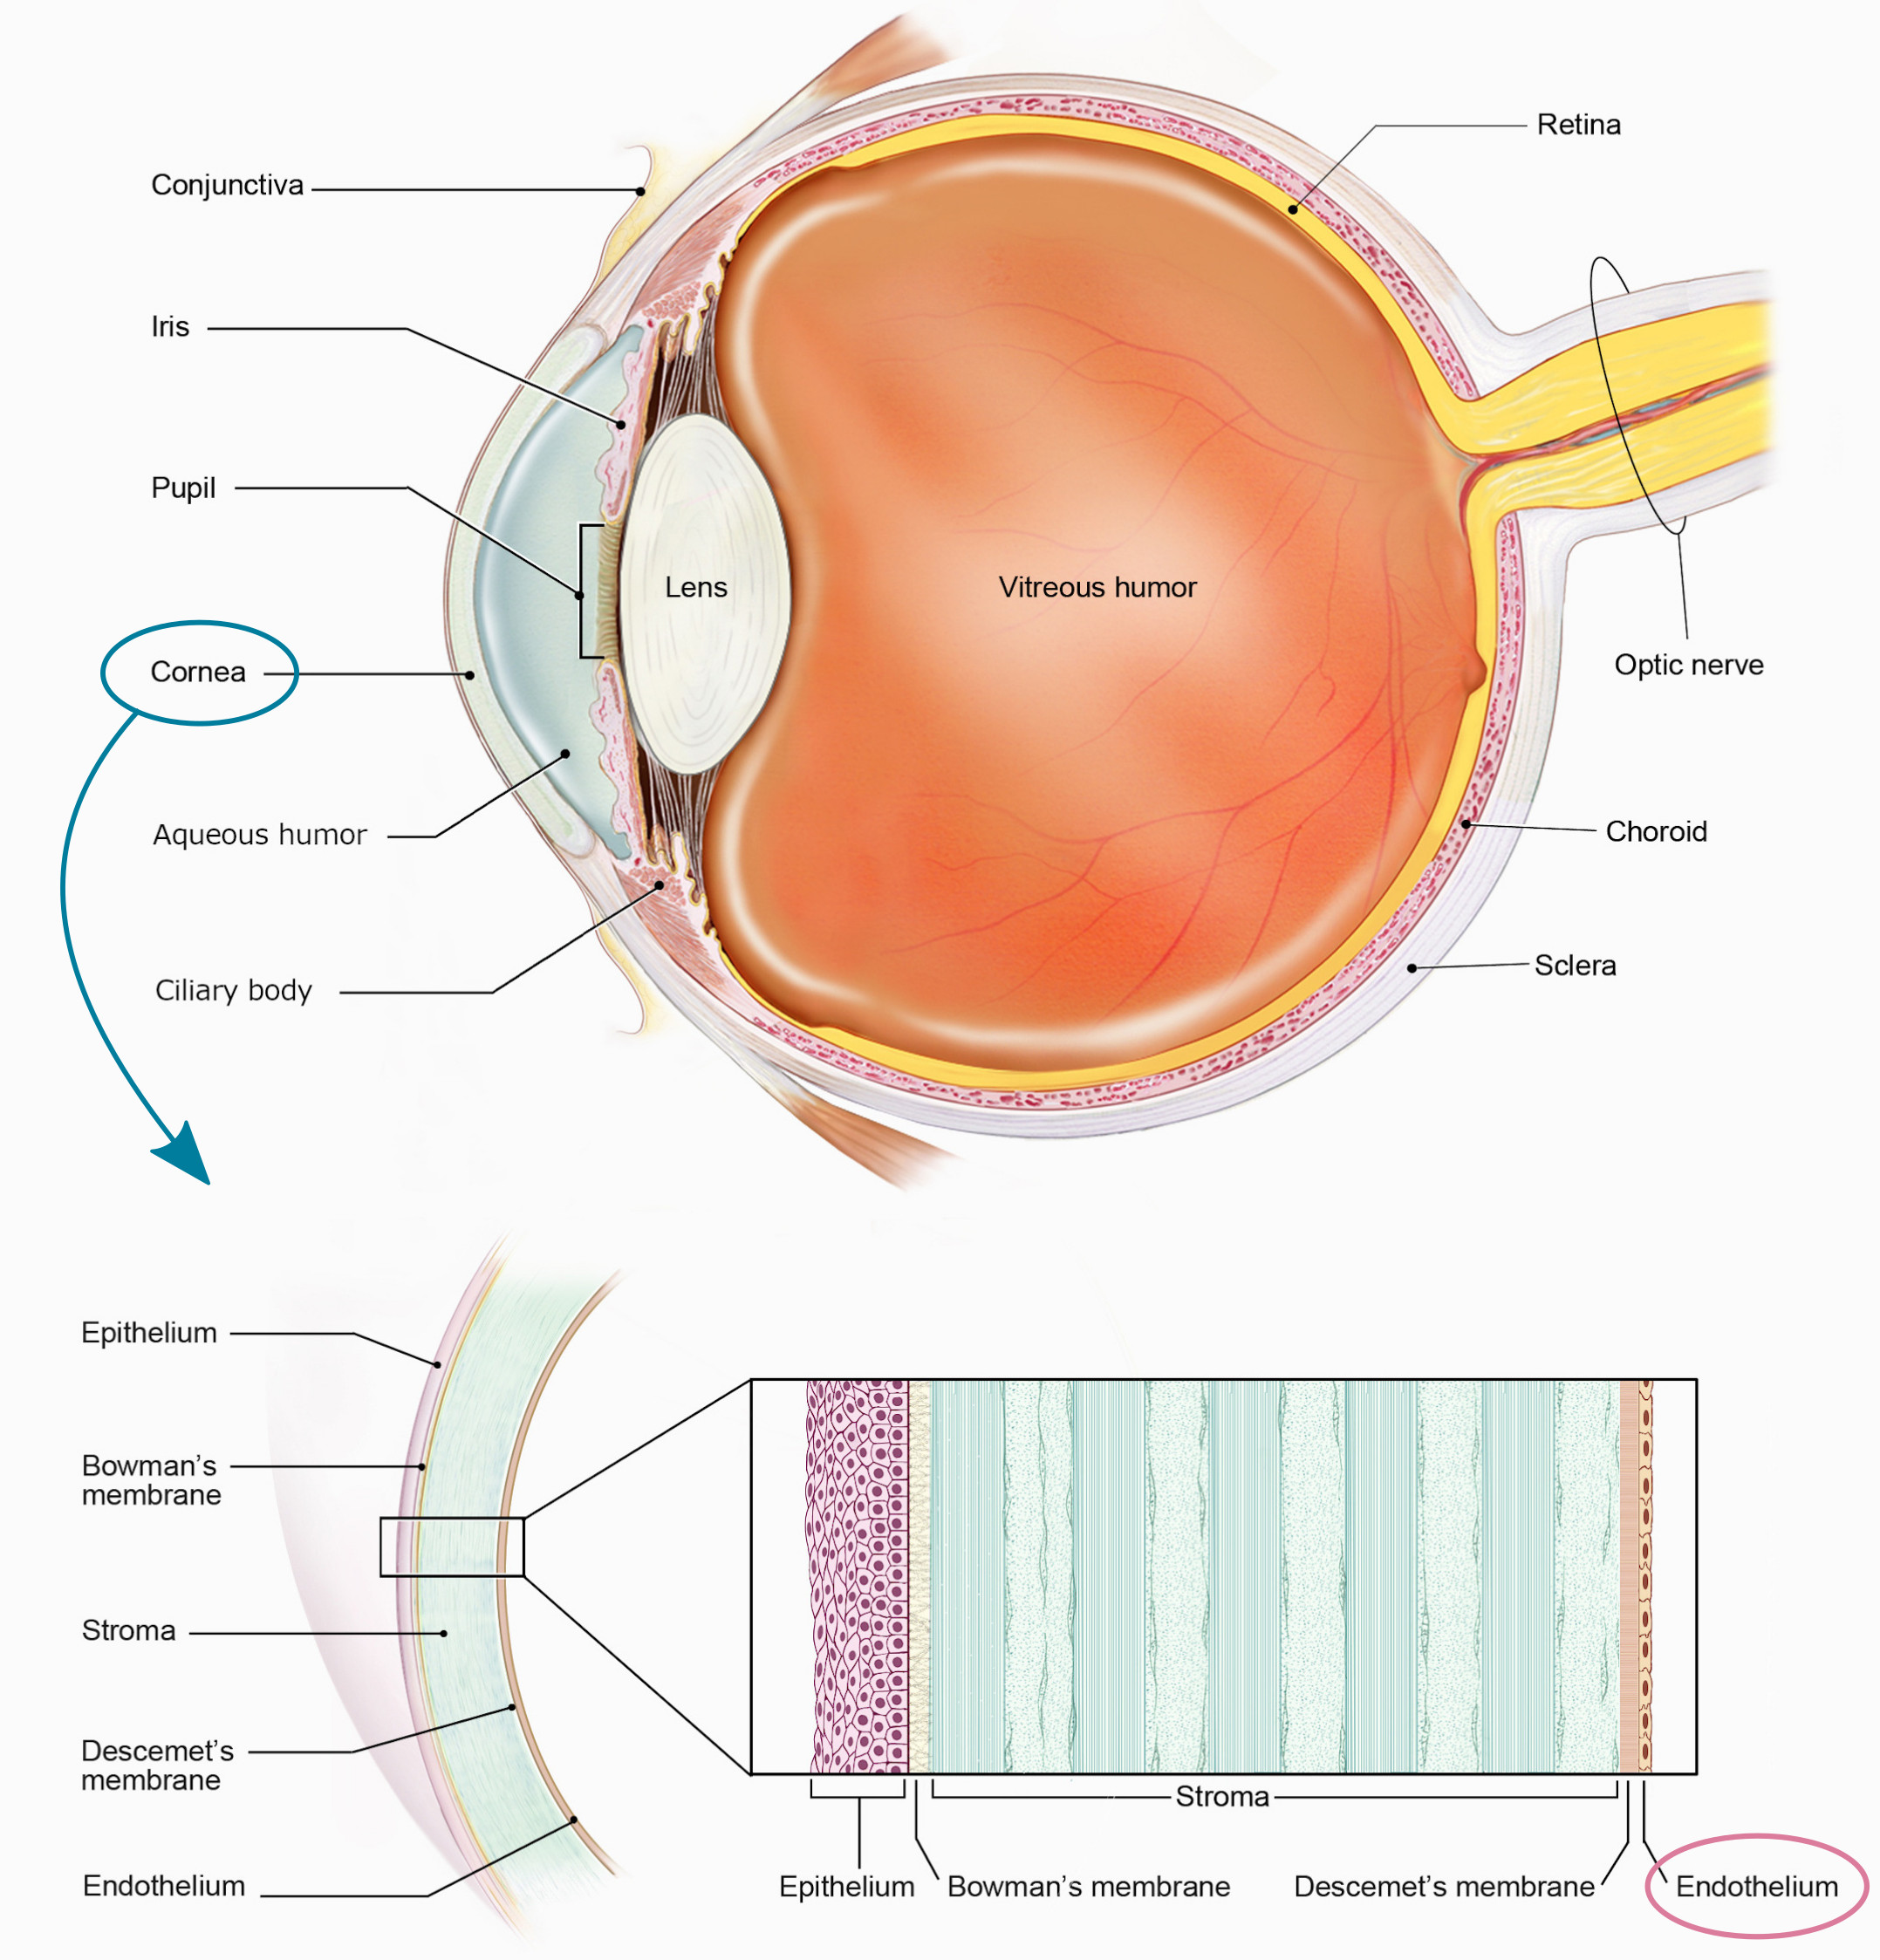 Retina
Conjunctiva
Iris
Pupil
Lens
Vitreous humor
Optic nerve
Cornea
Aqueous humor
Choroid
Sclera
Ciliary body
Epithelium
Bowman's
membrane
Stroma
Descemet's
membrane
Endothelium
Stroma
Epithelium
Bowman's membrane
Descemet's membrane
Endothelium